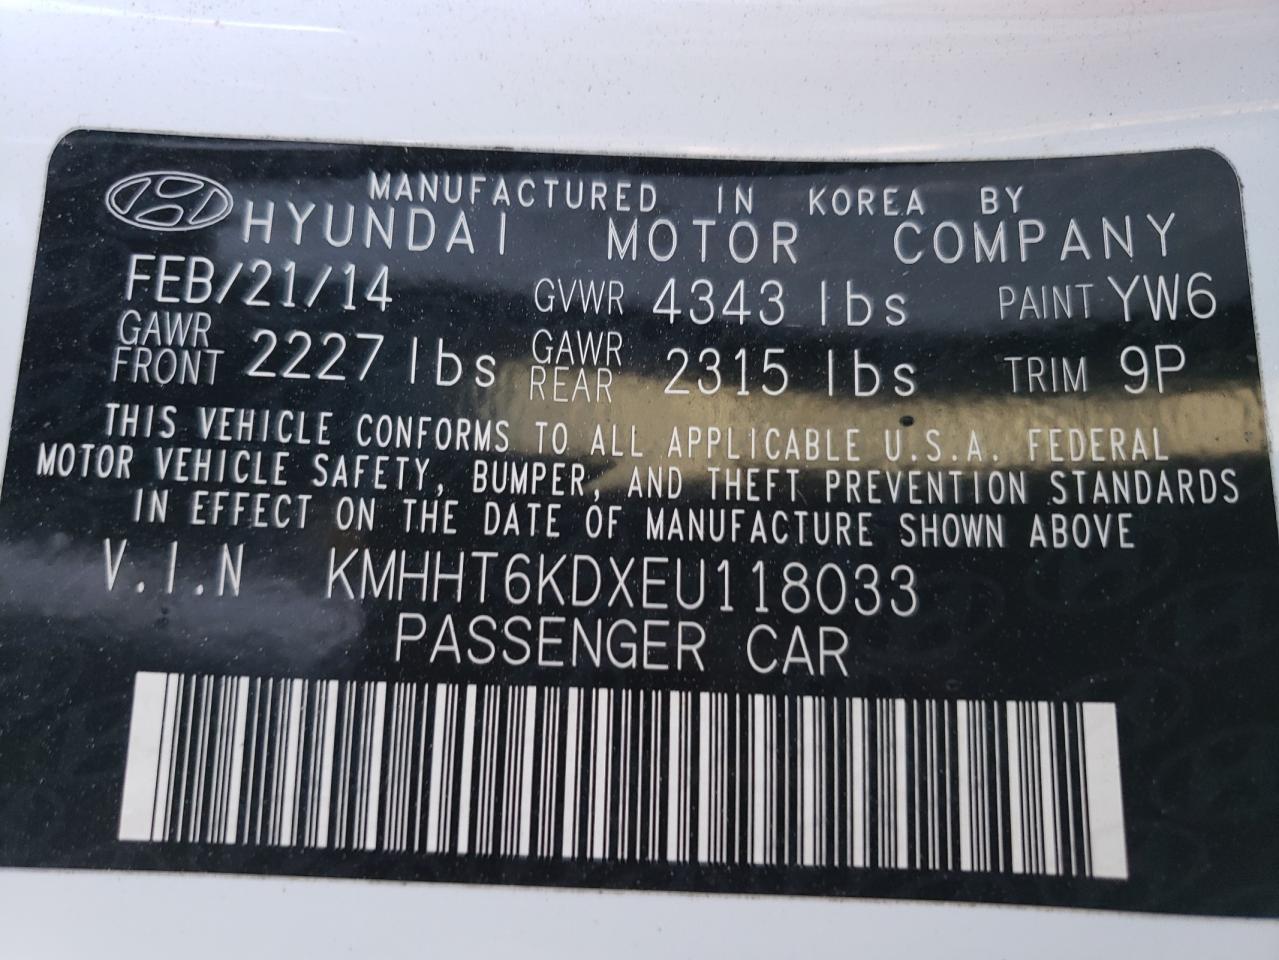 MANUFACTURED IN KOREA BY
HYUNDAI MOTOR COMPANY
FEB/21/14 GVWR 4343 lbs PAINT YW6
GAWR FRONT 2227 lbs GAWR REAR 2315 lbs TRIM 9P
THIS VEHICLE CONFORMS TO ALL APPLICABLE U.S.A. FEDERAL
MOTOR VEHICLE SAFETY, BUMPER, AND THEFT PREVENTION STANDARDS
IN EFFECT ON THE DATE OF MANUFACTURE SHOWN ABOVE
V.I.N KMHHT6KDXEU118033
PASSENGER CAR